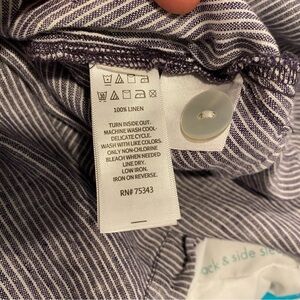 100% LINEN
TURN INSIDE OUT.
MACHINE WASH COOL-
DELICATE CYCLE.
WASH WITH LIKE COLORS.
ONLY NON-CHLORINE
BLEACH WHEN NEEDED
LINE DRY.
LOW IRON.
IRON ON REVERSE.
RN# 75343
ack & side slee